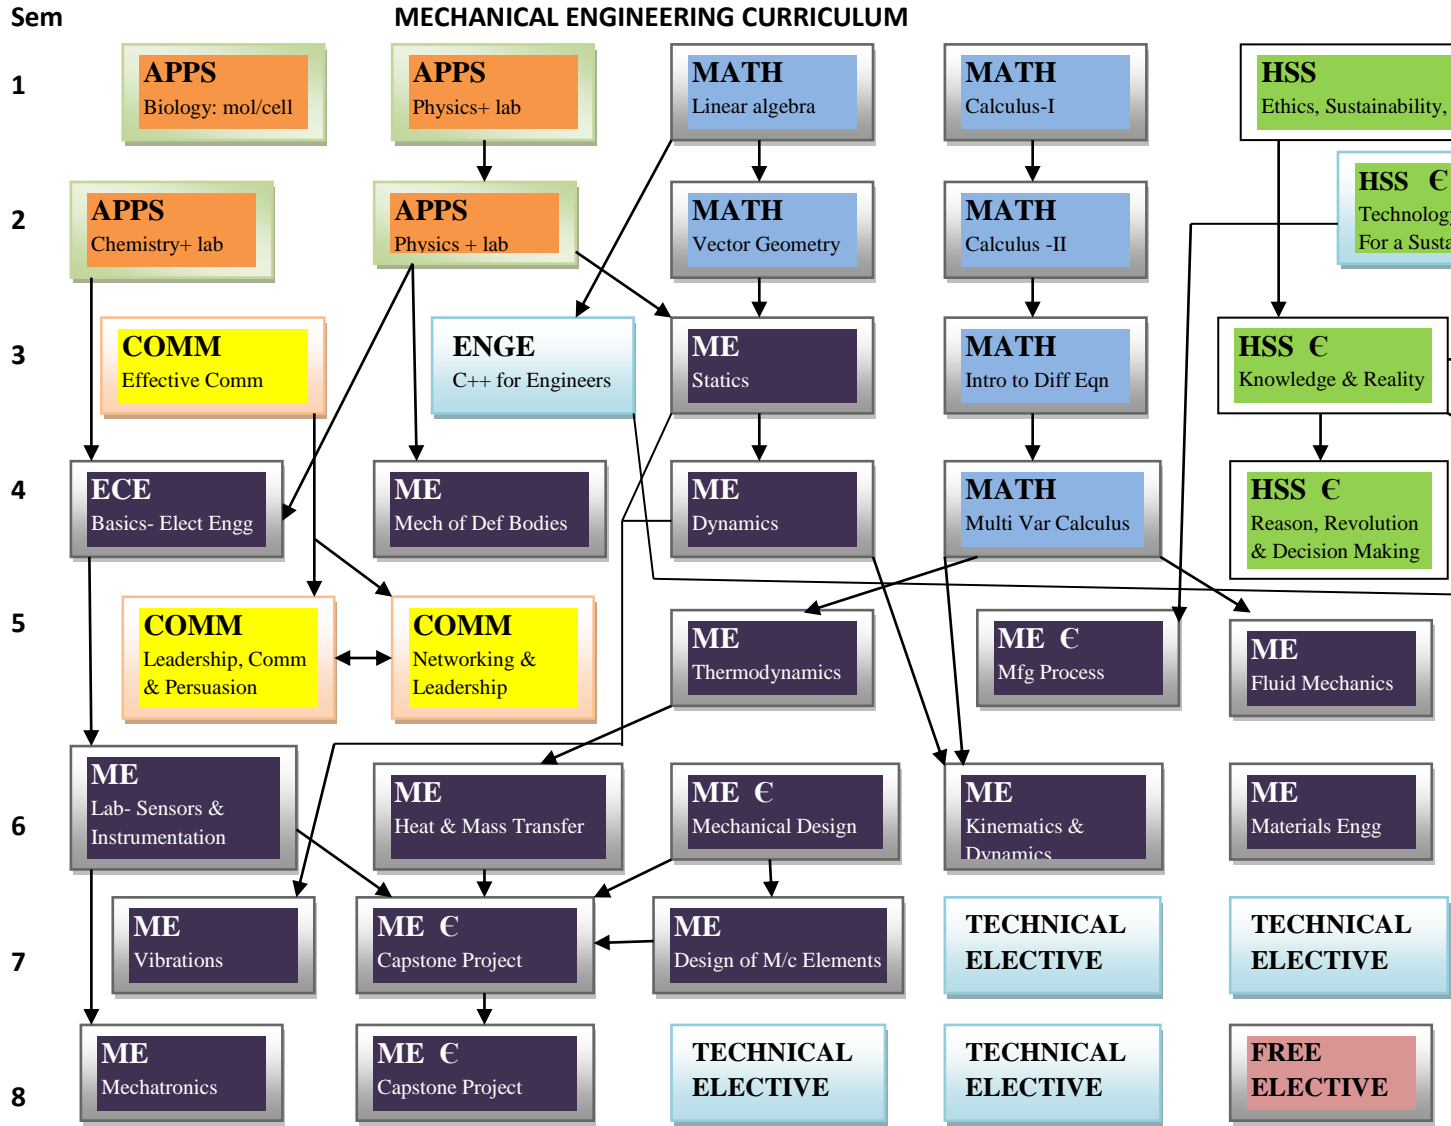 Sem
MECHANICAL ENGINEERING CURRICULUM
1
APPS
Biology: mol/cell
APPS
Physics+ lab
MATH
Linear algebra
MATH
Calculus-I
HSS
Ethics, Sustainability,
2
APPS
Chemistry+ lab
APPS
Physics + lab
MATH
Vector Geometry
MATH
Calculus -II
HSS Є
Technology
For a Susta
3
COMM
Effective Comm
ENGE
C++ for Engineers
ME
Statics
MATH
Intro to Diff Eqn
HSS Є
Knowledge & Reality
4
ECE
Basics- Elect Engg
ME
Mech of Def Bodies
ME
Dynamics
MATH
Multi Var Calculus
HSS Є
Reason, Revolution
& Decision Making
5
COMM
Leadership, Comm
& Persuasion
COMM
Networking &
Leadership
ME
Thermodynamics
ME Є
Mfg Process
ME
Fluid Mechanics
6
ME
Lab- Sensors &
Instrumentation
ME
Heat & Mass Transfer
ME Є
Mechanical Design
ME
Kinematics &
Dynamics
ME
Materials Engg
7
ME
Vibrations
ME Є
Capstone Project
ME
Design of M/c Elements
TECHNICAL
ELECTIVE
TECHNICAL
ELECTIVE
8
ME
Mechatronics
ME Є
Capstone Project
TECHNICAL
ELECTIVE
TECHNICAL
ELECTIVE
FREE
ELECTIVE